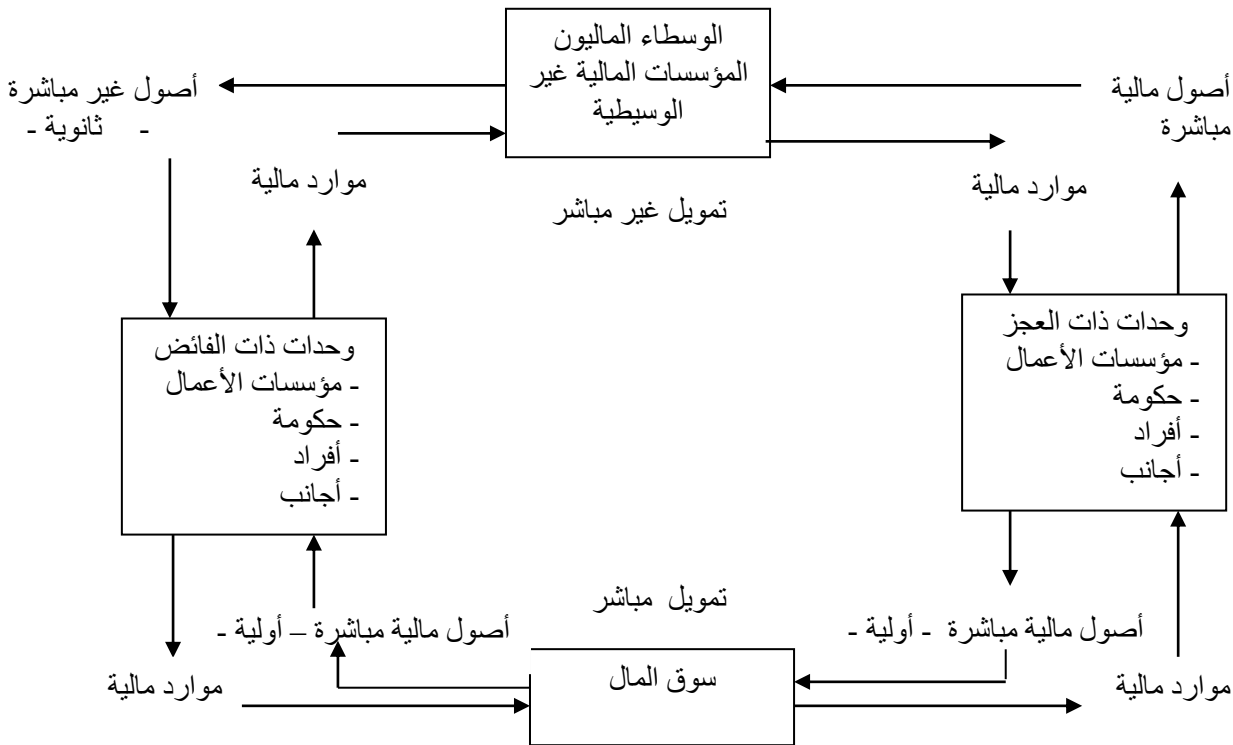 الوسطاء الماليون
المؤسسات المالية غير
الوسيطية
أصول مالية
مباشرة
أصول غير مباشرة
- ثانوية -
موارد مالية
موارد مالية
تمويل غير مباشر
وحدات ذات العجز
- مؤسسات الأعمال
- حكومة
- أفراد
- أجانب
وحدات ذات الفائض
- مؤسسات الأعمال
- حكومة
- أفراد
- أجانب
تمويل مباشر
أصول مالية مباشرة - أولية -
أصول مالية مباشرة – أولية -
سوق المال
موارد مالية
موارد مالية